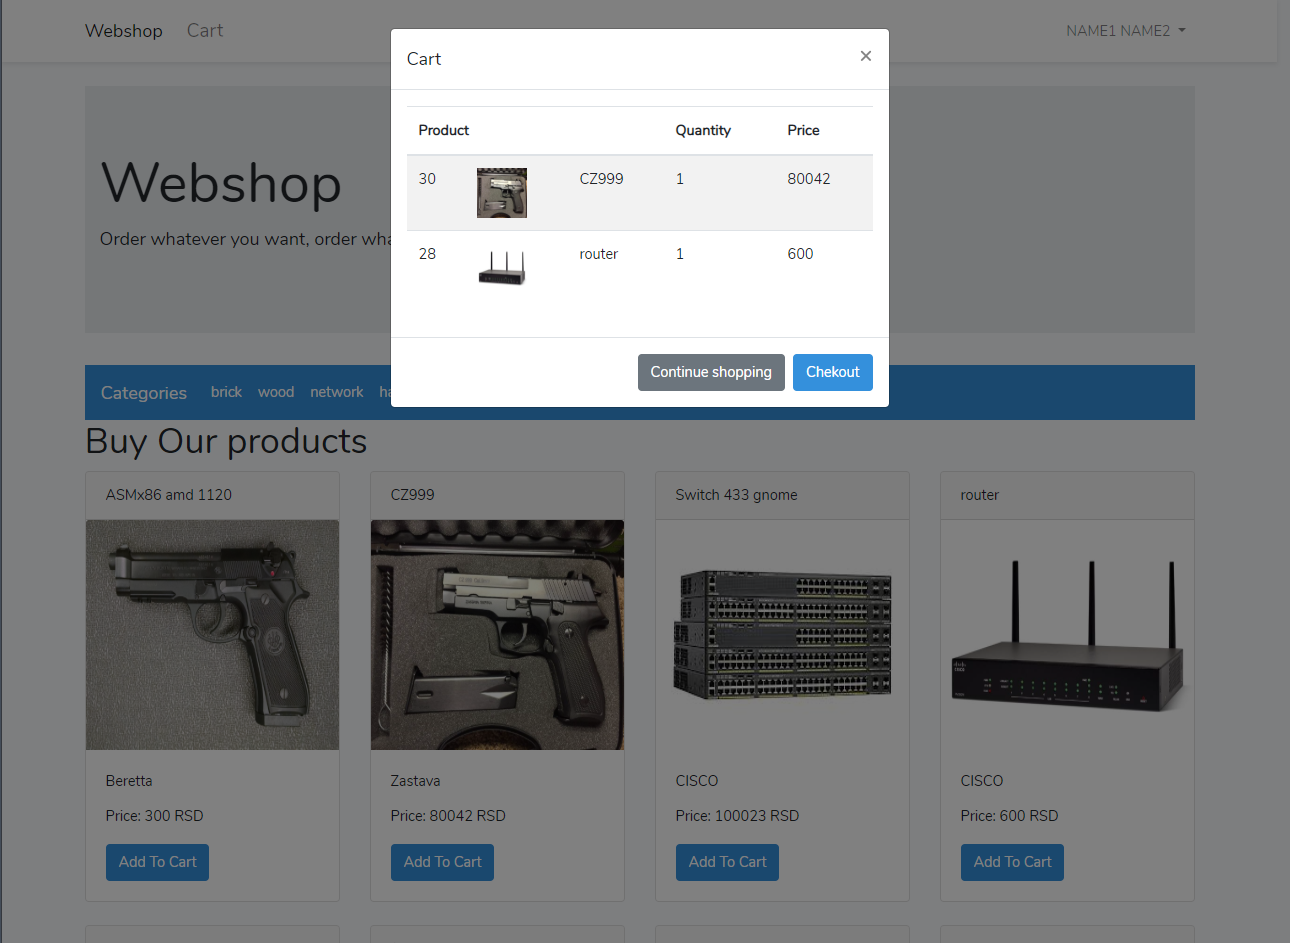 Webshop Cart NAME1 NAME2
Cart ×
Product Quantity Price
30 CZ999 1 80042
28 router 1 600
Continue shopping Chekout
Webshop
Order whatever you want, order wha
Categories brick wood network ha
Buy Our products
ASMx86 amd 1120 CZ999 Switch 433 gnome router
Beretta Zastava CISCO CISCO
Price: 300 RSD Price: 80042 RSD Price: 100023 RSD Price: 600 RSD
Add To Cart Add To Cart Add To Cart Add To Cart